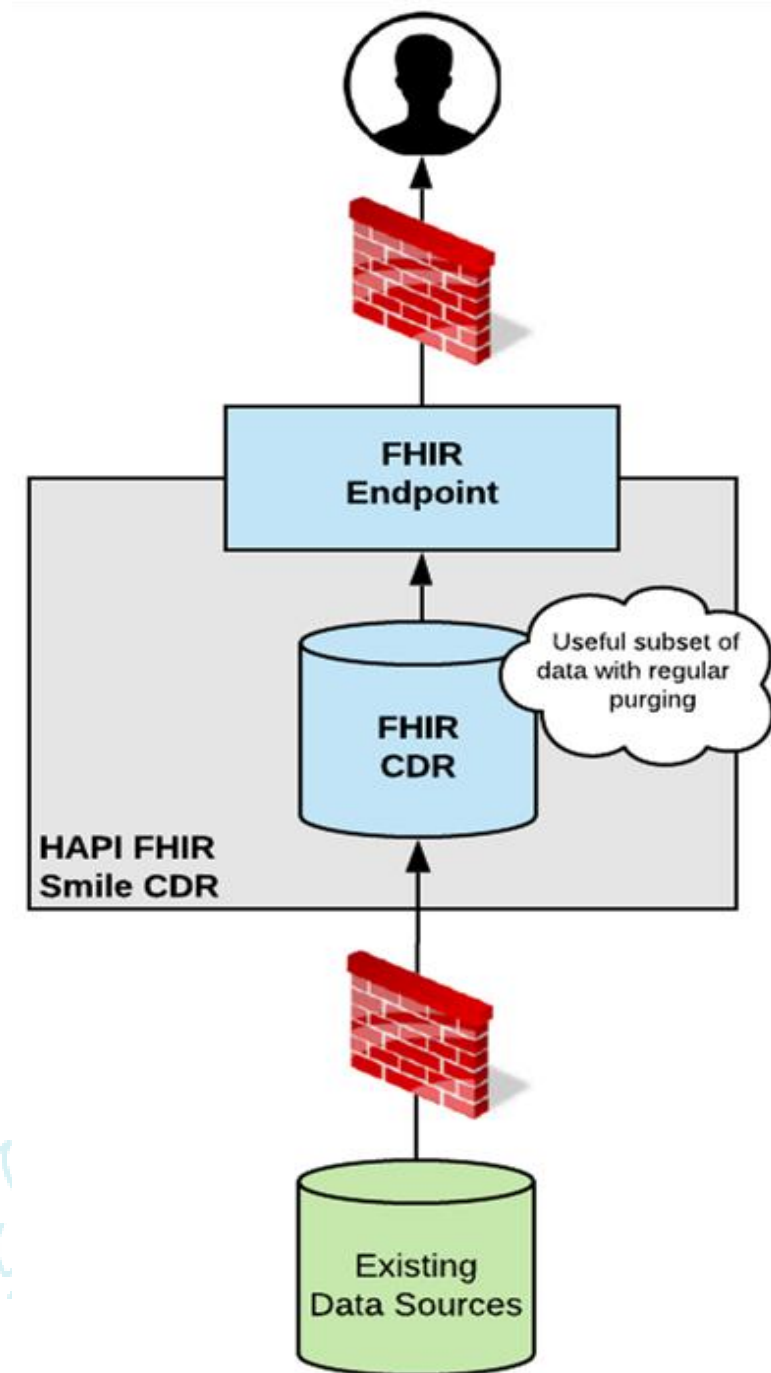 FHIR
Endpoint
Useful subset of
data with regular
purging
FHIR
CDR
HAPI FHIR
Smile CDR
Existing
Data Sources